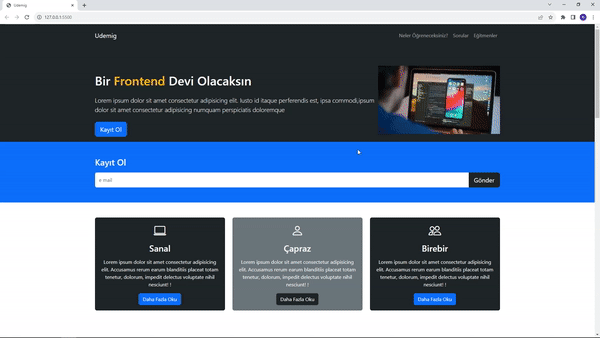 Udemig
127.0.0.1:5500
Udemig
Neler Öğreneceksiniz? Sorular Eğitmenler
Bir Frontend Devi Olacaksın
Lorem ipsum dolor sit amet consectetur adipisicing elit. Iusto id itaque perferendis est, ipsa commodi,ipsum
dolor sit amet consectetur adipisicing numquam perspiciatis doloremque
Kayıt Ol
Kayıt Ol
e-mail
Gönder
Sanal
Lorem ipsum dolor sit amet consectetur adipisicing
elit. Accusamus rerum earum blanditiis placeat totam
tenetur, dolorum, impedit delectus voluptate nihil
nesciunt! !
Daha Fazla Oku
Çapraz
Lorem ipsum dolor sit amet consectetur adipisicing
elit. Accusamus rerum earum blanditiis placeat totam
tenetur, dolorum, impedit delectus voluptate nihil
nesciunt! !
Daha Fazla Oku
Birebir
Lorem ipsum dolor sit amet consectetur adipisicing
elit. Accusamus rerum earum blanditiis placeat totam
tenetur, dolorum, impedit delectus voluptate nihil
nesciunt! !
Daha Fazla Oku